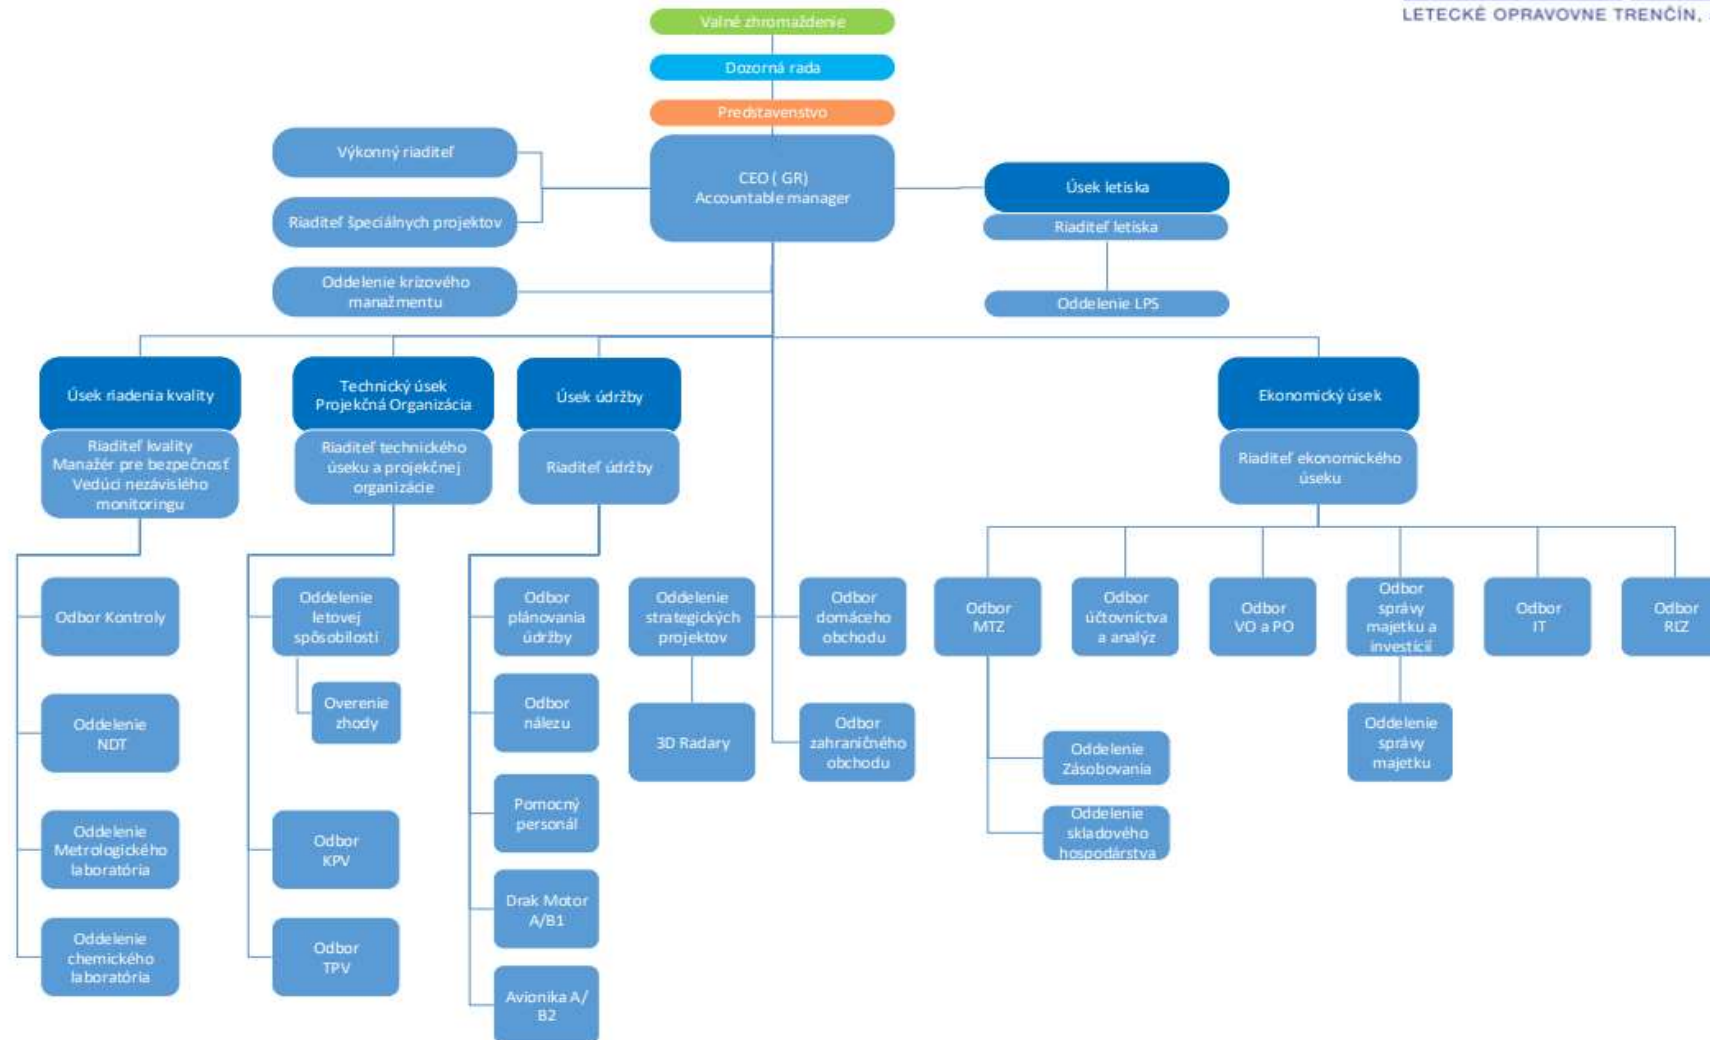 LETECKÉ OPRAVOVNE TRENČÍN,
Valné zhromaždenie
Dozorná rada
Predstavenstvo
Výkonný riaditeľ
CEO ( GR)
Accountable manager
Úsek letiska
Riaditeľ špeciálnych projektov
Riaditeľ letiska
Oddelenie krízového
manažmentu
Oddelenie LPS
Úsek riadenia kvality
Riaditeľ kvality
Manažér pre bezpečnosť
Vedúci nezávislého
monitoringu
Technický úsek
Projekčná Organizácia
Riaditeľ technického
úseku a projekčnej
organizácie
Úsek údržby
Riaditeľ údržby
Ekonomický úsek
Riaditeľ ekonomického
úseku
Odbor Kontroly
Oddelenie
NDT
Oddelenie
Metrologického
laboratória
Oddelenie
chemického
laboratória
Oddelenie
letovej
spôsobilosti
Overenie
zhody
Odbor
KPV
Odbor
TPV
Odbor
plánovania
údržby
Odbor
nálezu
Pomocný
personál
Drak Motor
A/B1
Avionika A/
B2
Oddelenie
strategických
projektov
3D Radary
Odbor
domáceho
obchodu
Odbor
zahraničného
obchodu
Odbor
MTZ
Oddelenie
Zásobovania
Oddelenie
skladového
hospodárstva
Odbor
účtovníctva
a analýz
Odbor
VO a PO
Odbor
správy
majetku a
investícií
Oddelenie
správy
majetku
Odbor
IT
Odbor
RĽZ